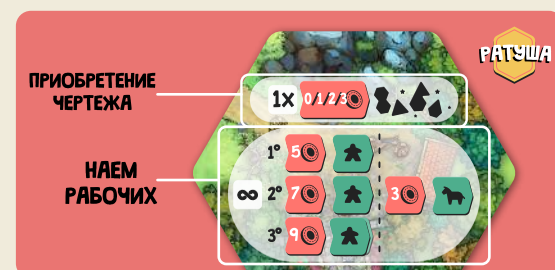 РАТУША
ПРИОБРЕТЕНИЕ
ЧЕРТЕЖА
1X 0/1/2/3
НАЕМ
РАБОЧИХ
1° 5
∞ 2° 7 3
3° 9